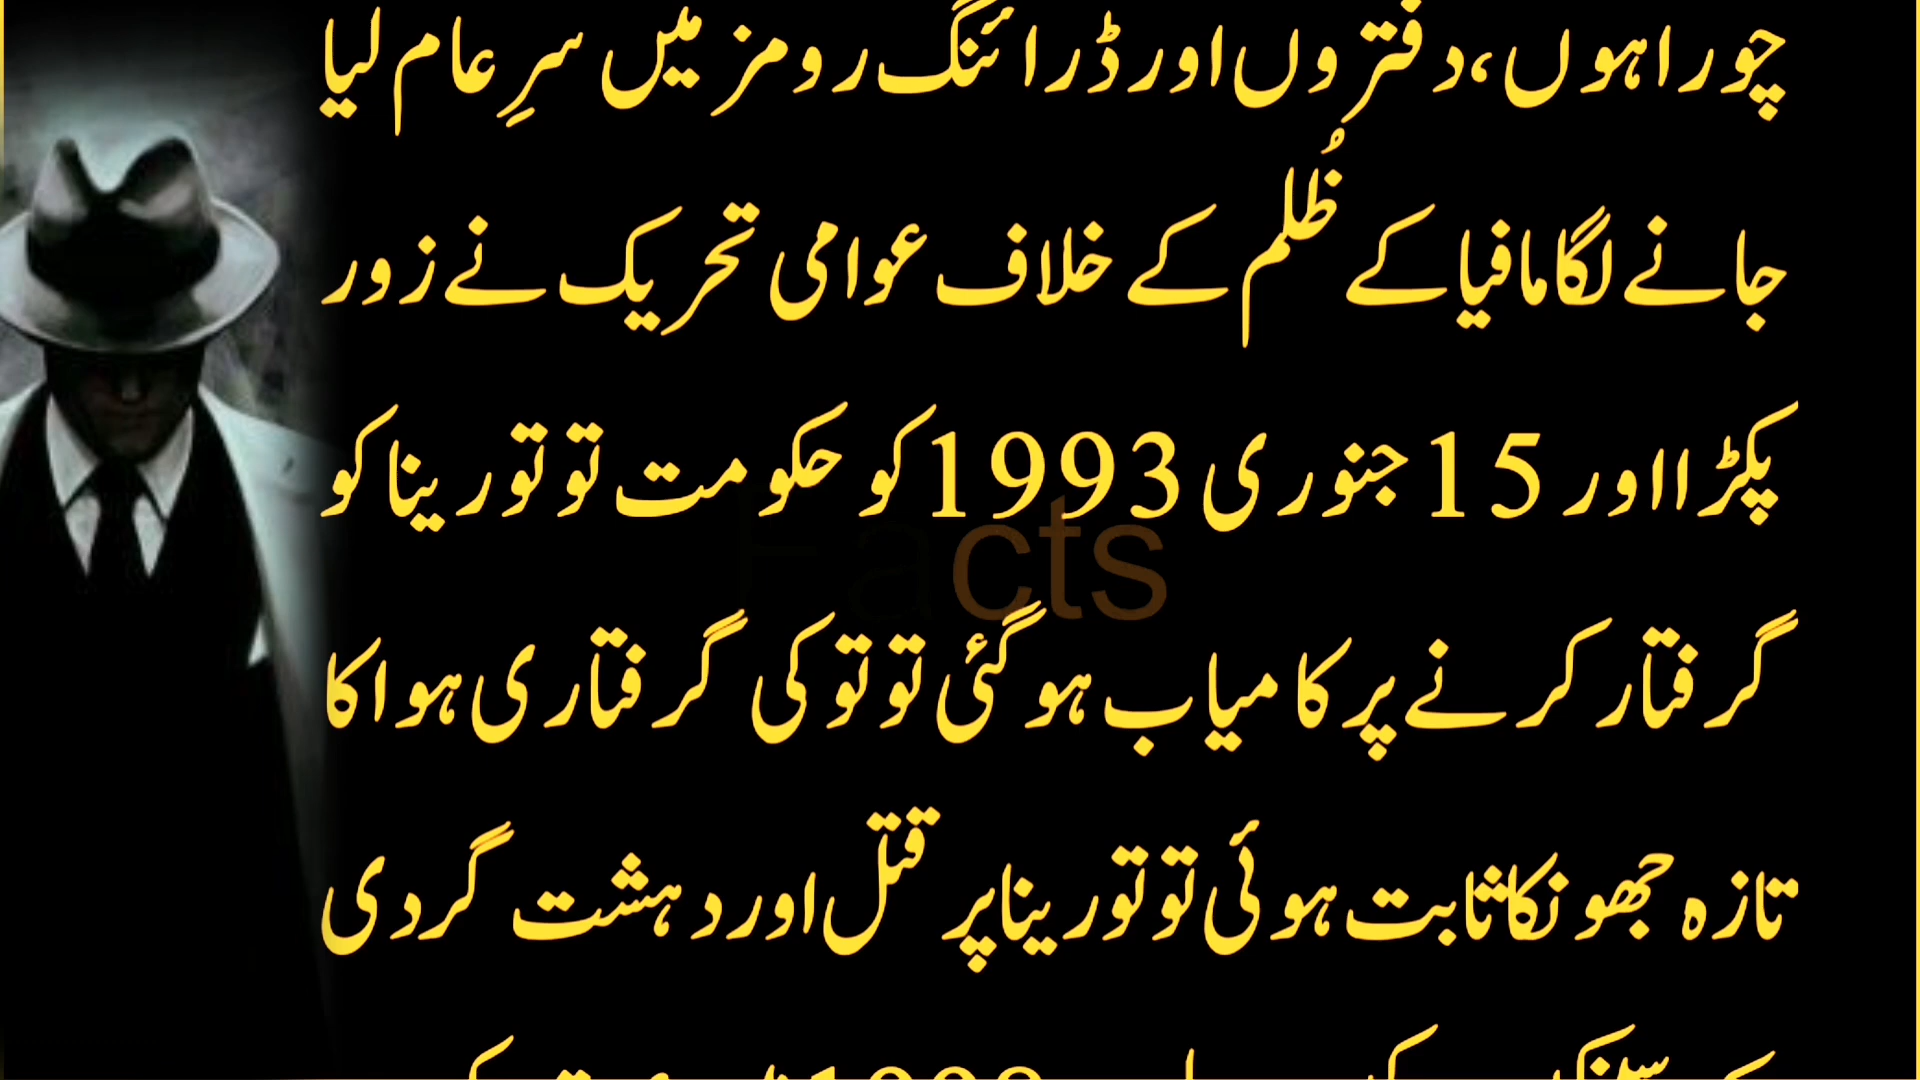 چوراہوں، دفتروں اور ڈرائنگ رومز میں سرِعام لیا
جانے لگا مافیا کے ظُلم کے خلاف عوامی تحریک نے زور
پکڑا اور 15 جنوری 1993 کو حکومت توتو رینا کو
گرفتار کرنے پر کامیاب ہو گئی توتو کی گرفتاری ہوا کا
تازہ جھونکا ثابت ہوئی توتو رینا پر قتل اور دہشت گردی
Facts